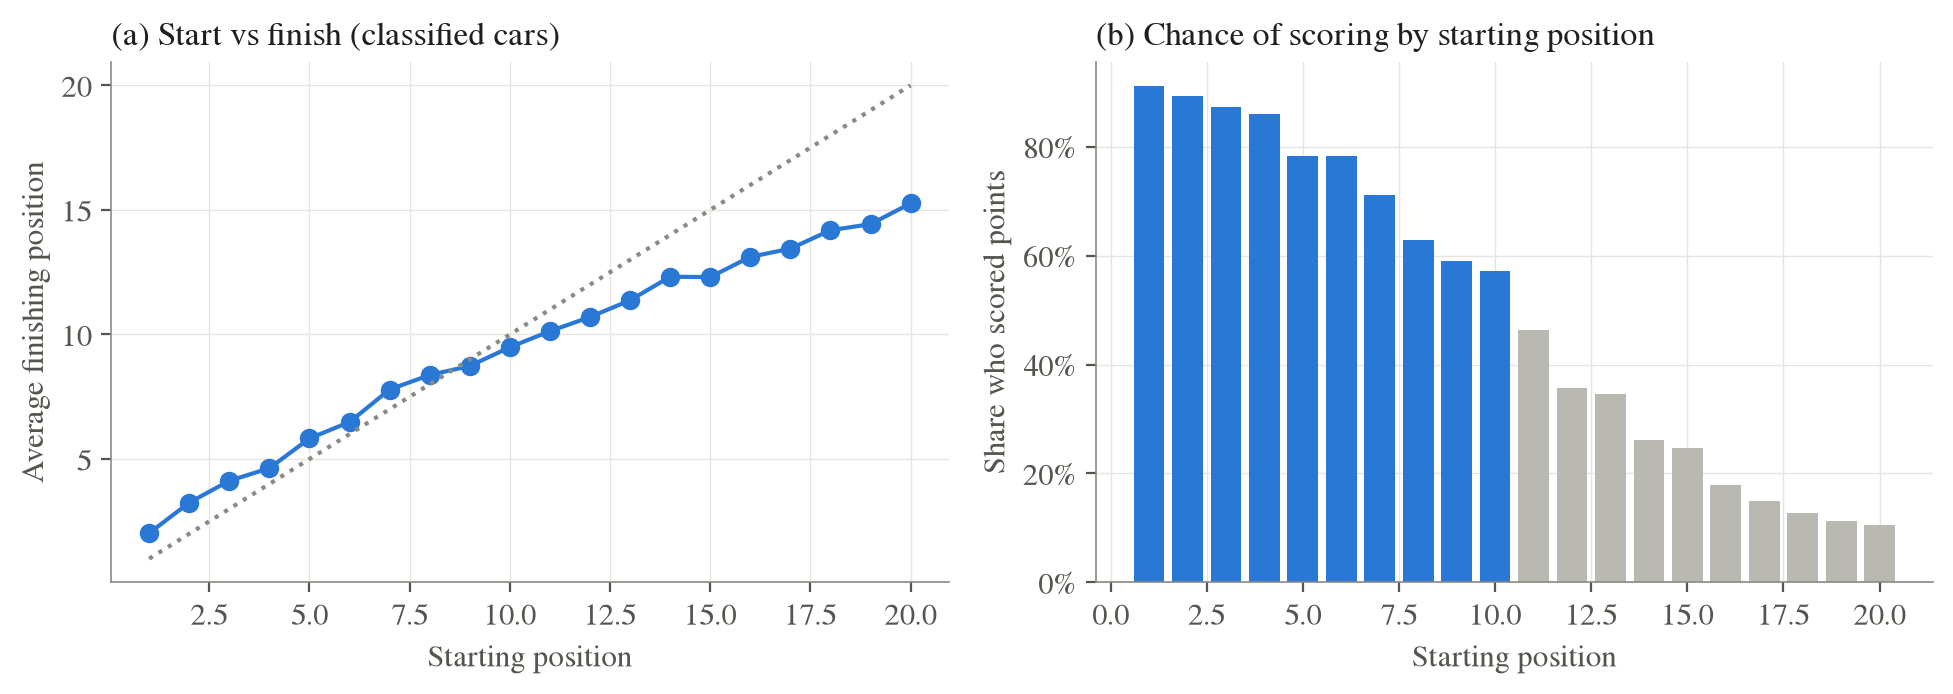 (a) Start vs finish (classified cars)
Average finishing position
20
15
10
5
2.5 5.0 7.5 10.0 12.5 15.0 17.5 20.0
Starting position
(b) Chance of scoring by starting position
Share who scored points
80%
60%
40%
20%
0%
0.0 2.5 5.0 7.5 10.0 12.5 15.0 17.5 20.0
Starting position